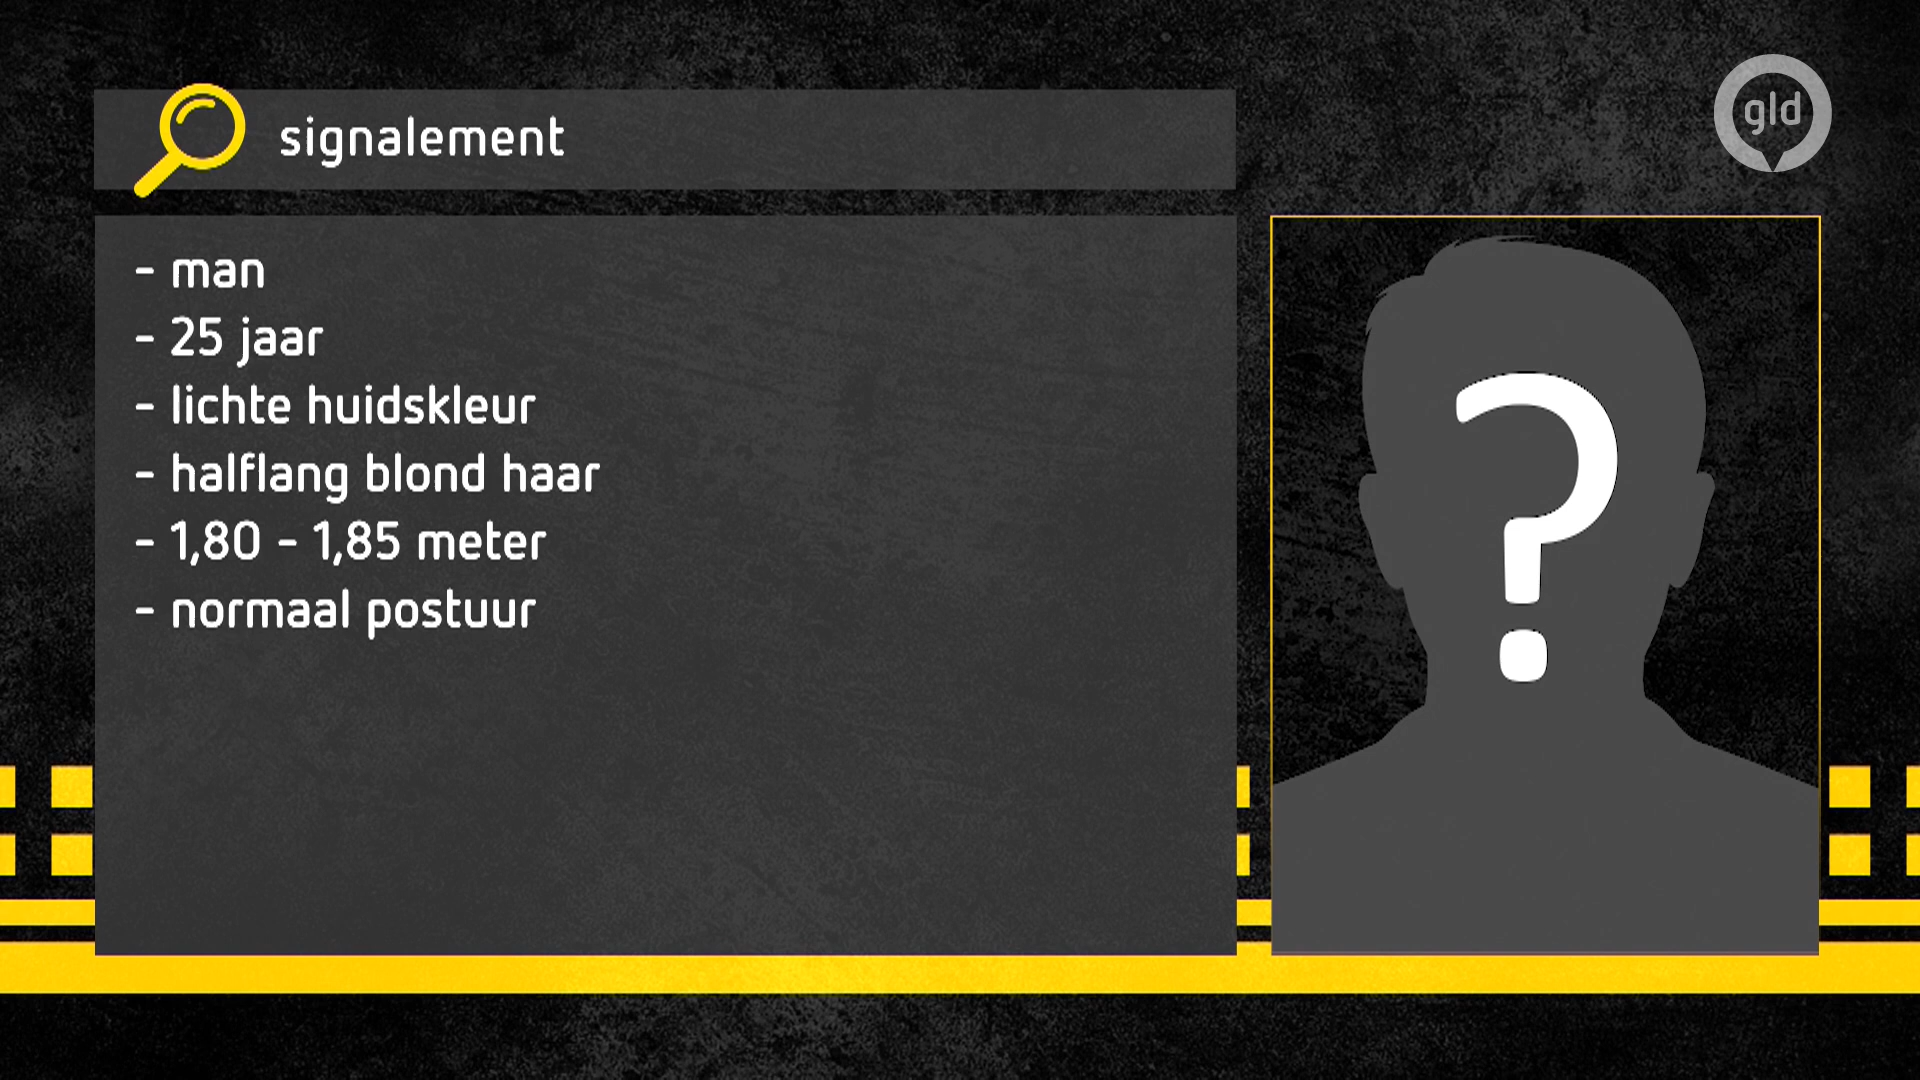 signalement
gld
- man
- 25 jaar
- lichte huidskleur
- halflang blond haar
- 1,80 - 1,85 meter
- normaal postuur
?